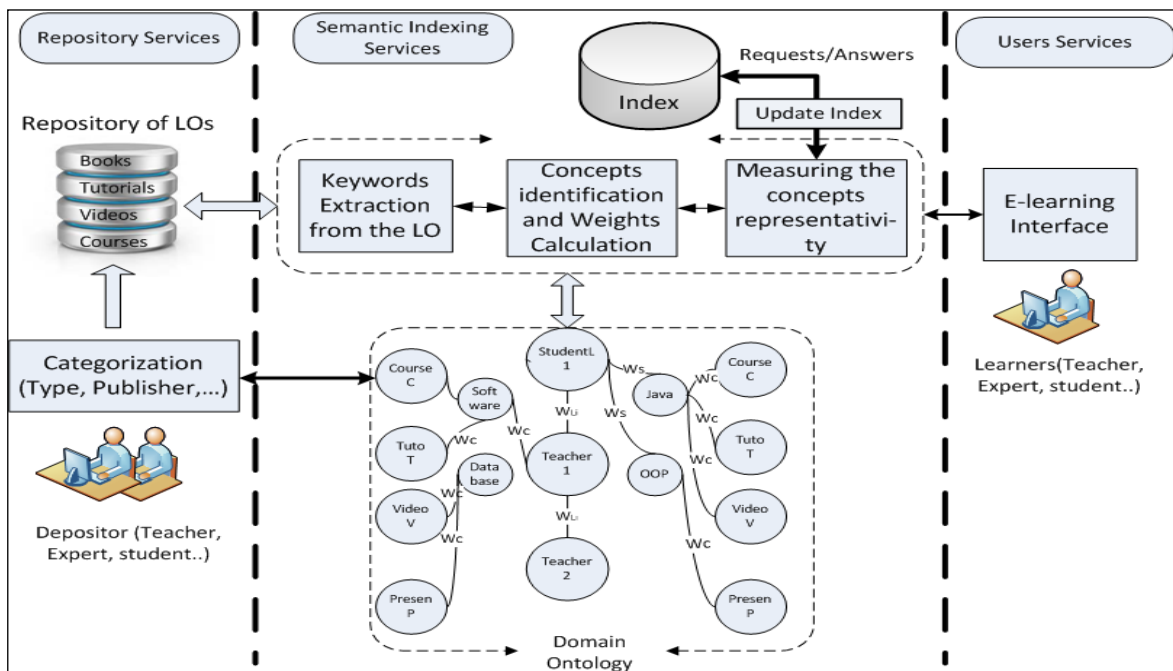 Repository Services
Semantic Indexing
Services
Users Services
Requests/Answers
Index
Update Index
Repository of LOs
Books
Tutorials
Videos
Courses
Keywords
Extraction
from the LO
Concepts
identification
and Weights
Calculation
Measuring the
concepts
representativi-
ty
E-learning
Interface
Learners(Teacher,
Expert, student..)
Categorization
(Type, Publisher,...)
Depositor (Teacher,
Expert, student..)
Course
C
Soft
ware
Tuto
T
Data
base
Video
V
Presen
P
StudentL
1
Teacher
1
Teacher
2
Java
OOP
Course
C
Tuto
T
Video
V
Presen
P
Ws
Ws
Wc
Wc
Wc
Wc
Wc
Wc
Wc
Wc
Domain
Ontology